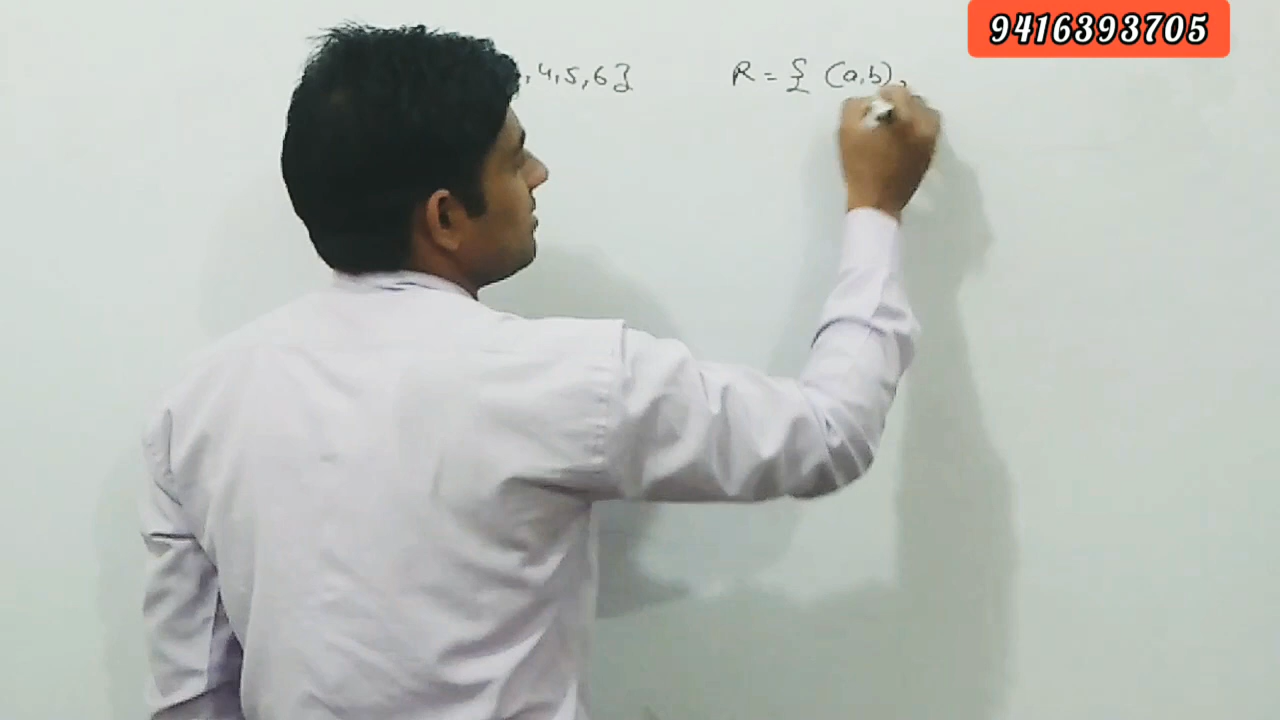 9416393705
,4,5,6}
R = { (a,b),